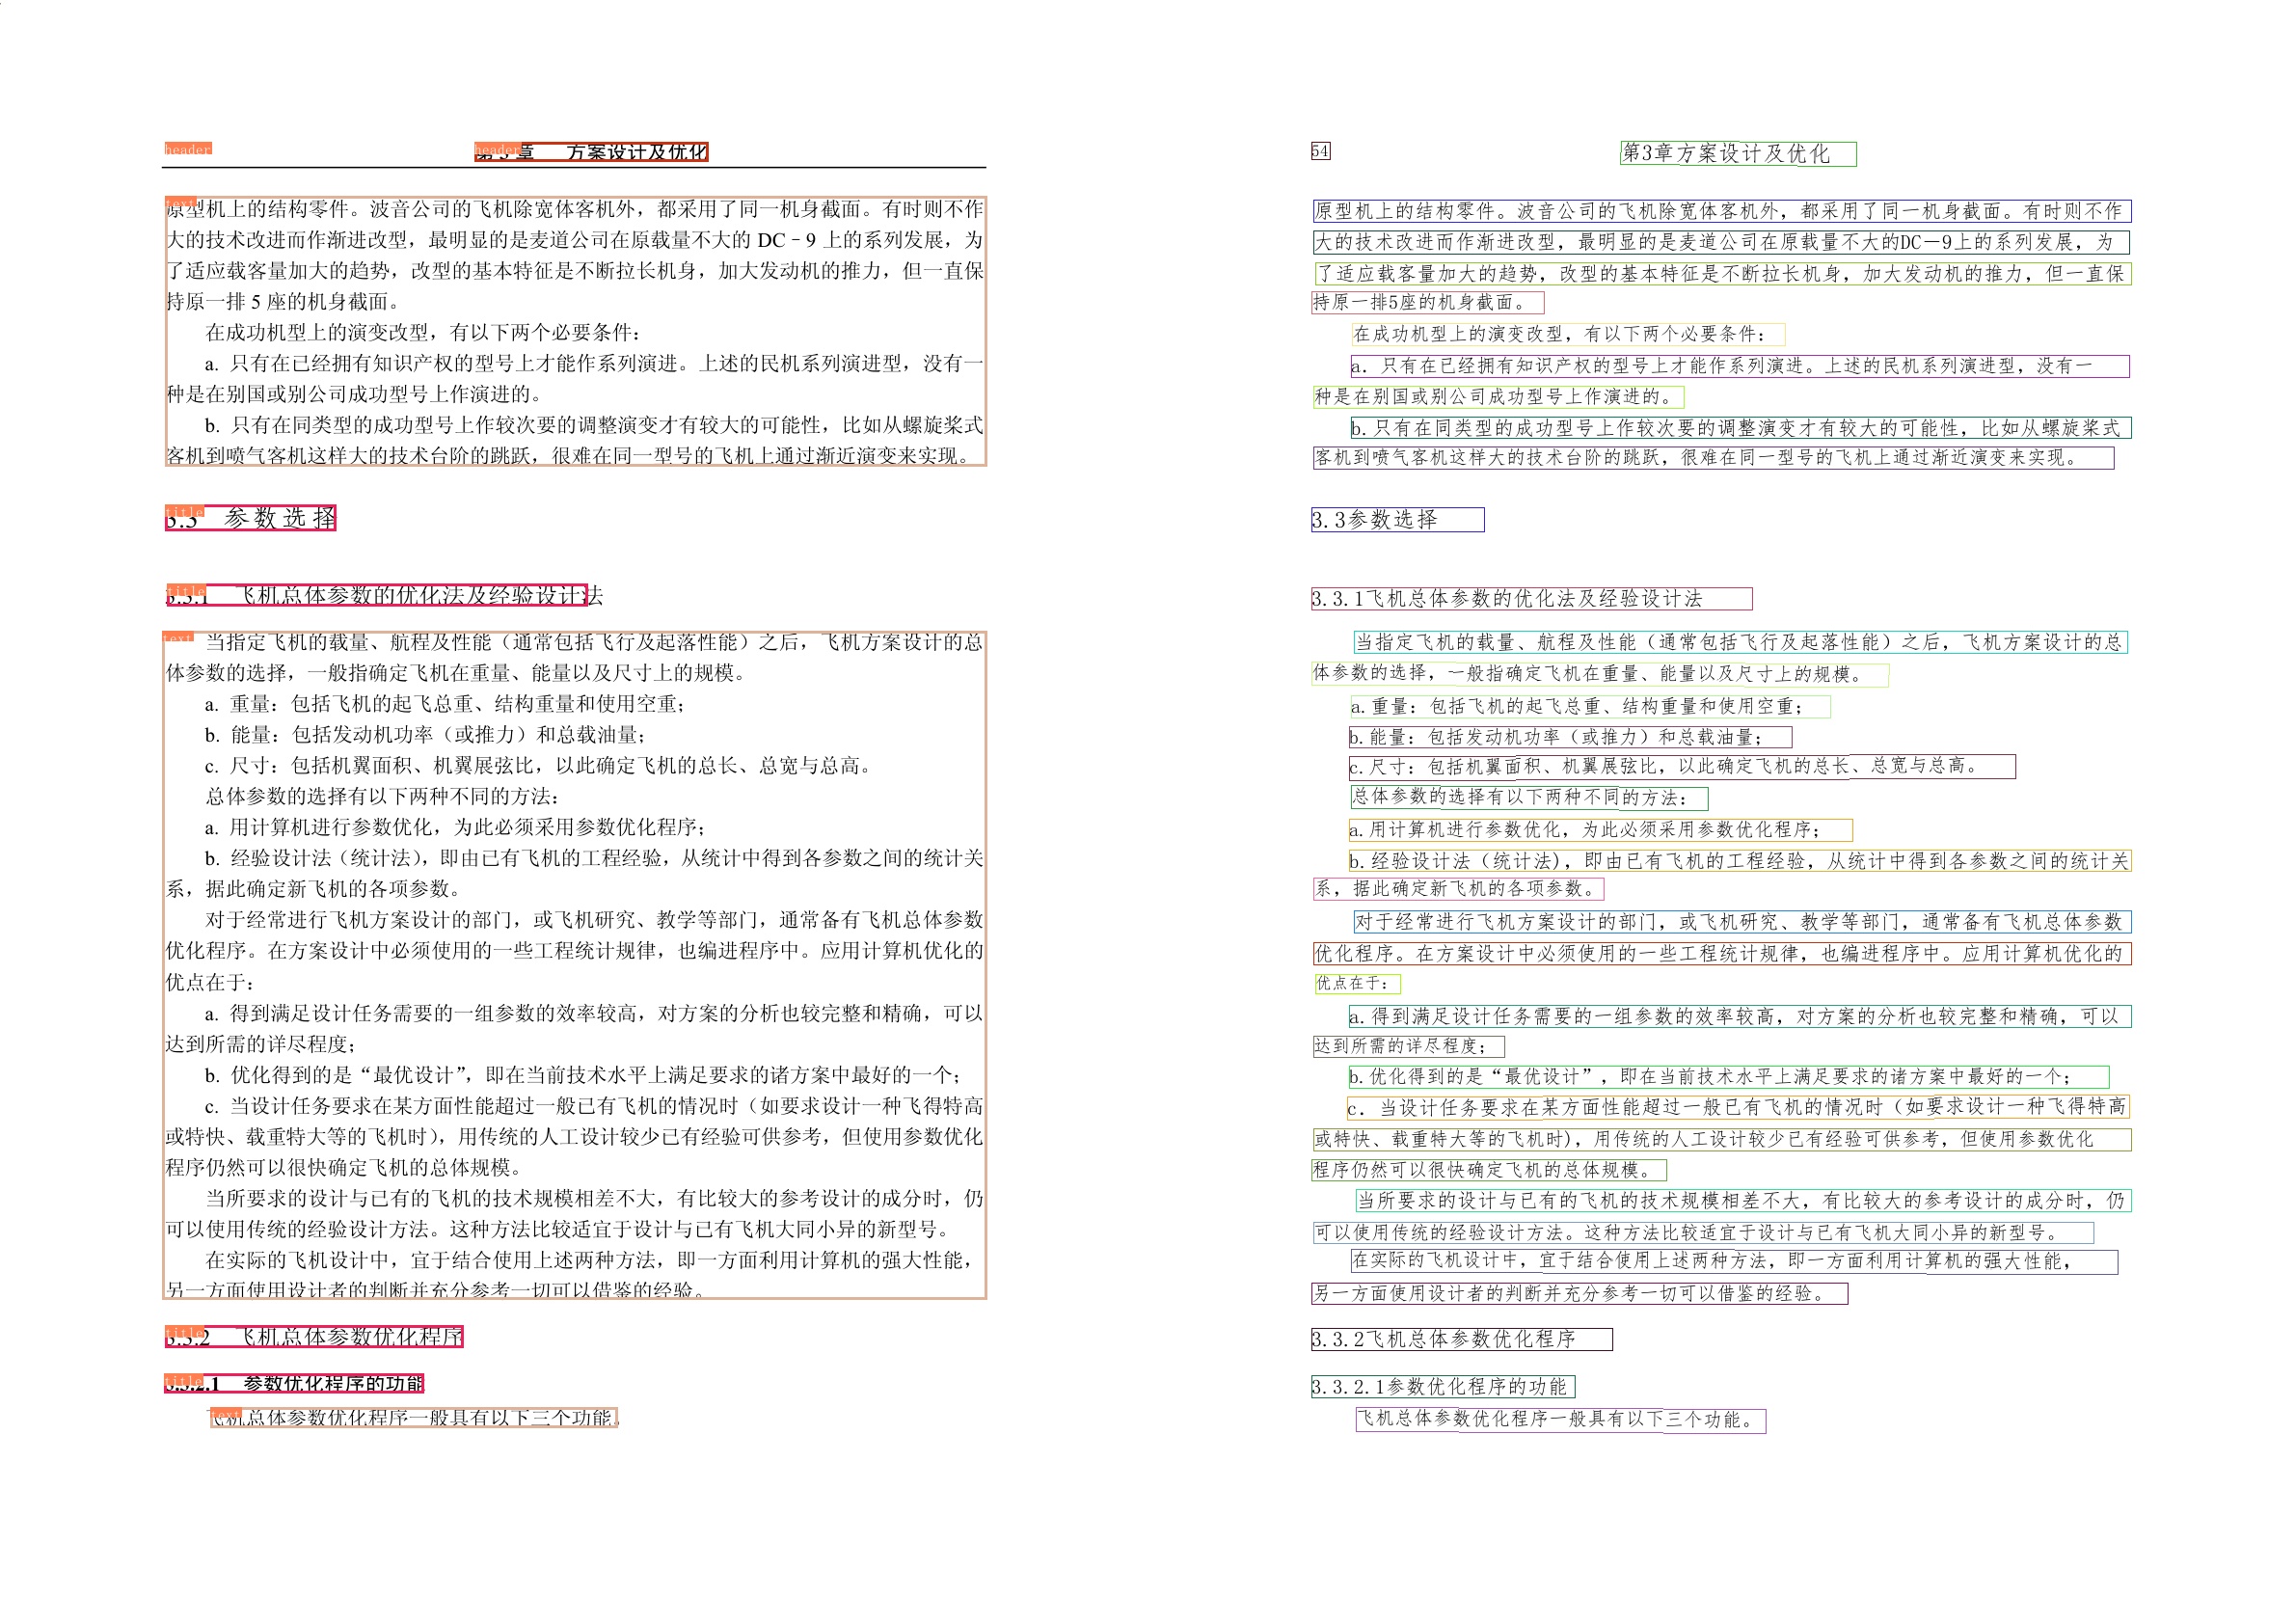 header
header
第 3 章 方案设计及优化
text
原型机上的结构零件。波音公司的飞机除宽体客机外，都采用了同一机身截面。有时则不作
大的技术改进而作渐进改型，最明显的是麦道公司在原载量不大的 DC－9 上的系列发展，为
了适应载客量加大的趋势，改型的基本特征是不断拉长机身，加大发动机的推力，但一直保
持原一排 5 座的机身截面。
在成功机型上的演变改型，有以下两个必要条件：
a. 只有在已经拥有知识产权的型号上才能作系列演进。上述的民机系列演进型，没有一
种是在别国或别公司成功型号上作演进的。
b. 只有在同类型的成功型号上作较次要的调整演变才有较大的可能性，比如从螺旋桨式
客机到喷气客机这样大的技术台阶的跳跃，很难在同一型号的飞机上通过渐近演变来实现。
title
3.3 参数选择
title
3.3.1 飞机总体参数的优化法及经验设计法
text
当指定飞机的载量、航程及性能（通常包括飞行及起落性能）之后，飞机方案设计的总
体参数的选择，一般指确定飞机在重量、能量以及尺寸上的规模。
a. 重量：包括飞机的起飞总重、结构重量和使用空重；
b. 能量：包括发动机功率（或推力）和总载油量；
c. 尺寸：包括机翼面积、机翼展弦比，以此确定飞机的总长、总宽与总高。
总体参数的选择有以下两种不同的方法：
a. 用计算机进行参数优化，为此必须采用参数优化程序；
b. 经验设计法（统计法），即由已有飞机的工程经验，从统计中得到各参数之间的统计关
系，据此确定新飞机的各项参数。
对于经常进行飞机方案设计的部门，或飞机研究、教学等部门，通常备有飞机总体参数
优化程序。在方案设计中必须使用的一些工程统计规律，也编进程序中。应用计算机优化的
优点在于：
a. 得到满足设计任务需要的一组参数的效率较高，对方案的分析也较完整和精确，可以
达到所需的详尽程度；
b. 优化得到的是“最优设计”，即在当前技术水平上满足要求的诸方案中最好的一个；
c. 当设计任务要求在某方面性能超过一般已有飞机的情况时（如要求设计一种飞得特高
或特快、载重特大等的飞机时），用传统的人工设计较少已有经验可供参考，但使用参数优化
程序仍然可以很快确定飞机的总体规模。
当所要求的设计与已有的飞机的技术规模相差不大，有比较大的参考设计的成分时，仍
可以使用传统的经验设计方法。这种方法比较适宜于设计与已有飞机大同小异的新型号。
在实际的飞机设计中，宜于结合使用上述两种方法，即一方面利用计算机的强大性能，
另一方面使用设计者的判断并充分参考一切可以借鉴的经验。
title
3.3.2 飞机总体参数优化程序
title
3.3.2.1 参数优化程序的功能
text
飞机总体参数优化程序一般具有以下三个功能。
54
第3章方案设计及优化
原型机上的结构零件。波音公司的飞机除宽体客机外，都采用了同一机身截面。有时则不作
大的技术改进而作渐进改型，最明显的是麦道公司在原载量不大的DC－9上的系列发展，为
了适应载客量加大的趋势，改型的基本特征是不断拉长机身，加大发动机的推力，但一直保
持原一排5座的机身截面。
在成功机型上的演变改型，有以下两个必要条件：
a. 只有在已经拥有知识产权的型号上才能作系列演进。上述的民机系列演进型，没有一
种是在别国或别公司成功型号上作演进的。
b.只有在同类型的成功型号上作较次要的调整演变才有较大的可能性，比如从螺旋桨式
客机到喷气客机这样大的技术台阶的跳跃，很难在同一型号的飞机上通过渐近演变来实现。
3.3参数选择
3.3.1飞机总体参数的优化法及经验设计法
当指定飞机的载量、航程及性能（通常包括飞行及起落性能）之后，飞机方案设计的总
体参数的选择，一般指确定飞机在重量、能量以及尺寸上的规模。
a.重量：包括飞机的起飞总重、结构重量和使用空重；
b.能量：包括发动机功率（或推力）和总载油量；
c.尺寸：包括机翼面积、机翼展弦比，以此确定飞机的总长、总宽与总高。
总体参数的选择有以下两种不同的方法：
a.用计算机进行参数优化，为此必须采用参数优化程序；
b.经验设计法（统计法），即由已有飞机的工程经验，从统计中得到各参数之间的统计关
系，据此确定新飞机的各项参数。
对于经常进行飞机方案设计的部门，或飞机研究、教学等部门，通常备有飞机总体参数
优化程序。在方案设计中必须使用的一些工程统计规律，也编进程序中。应用计算机优化的
优点在于：
a.得到满足设计任务需要的一组参数的效率较高，对方案的分析也较完整和精确，可以
达到所需的详尽程度；
b.优化得到的是“最优设计”，即在当前技术水平上满足要求的诸方案中最好的一个；
c. 当设计任务要求在某方面性能超过一般已有飞机的情况时（如要求设计一种飞得特高
或特快、载重特大等的飞机时），用传统的人工设计较少已有经验可供参考，但使用参数优化
程序仍然可以很快确定飞机的总体规模。
当所要求的设计与已有的飞机的技术规模相差不大，有比较大的参考设计的成分时，仍
可以使用传统的经验设计方法。这种方法比较适宜于设计与已有飞机大同小异的新型号。
在实际的飞机设计中，宜于结合使用上述两种方法，即一方面利用计算机的强大性能，
另一方面使用设计者的判断并充分参考一切可以借鉴的经验。
3.3.2飞机总体参数优化程序
3.3.2.1参数优化程序的功能
飞机总体参数优化程序一般具有以下三个功能。